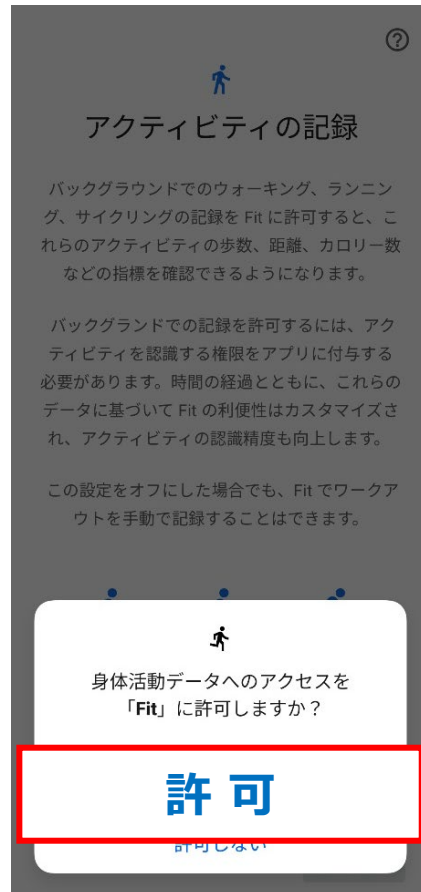 アクティビティの記録
バックグラウンドでのウォーキング、ランニン
グ、サイクリングの記録を Fit に許可すると、こ
れらのアクティビティの歩数、距離、カロリー数
などの指標を確認できるようになります。
バックグランドでの記録を許可するには、アク
ティビティを認識する権限をアプリに付与する
必要があります。時間の経過とともに、これらの
データに基づいて Fit の利便性はカスタマイズさ
れ、アクティビティの認識精度も向上します。
この設定をオフにした場合でも、Fit でワークア
ウトを手動で記録することはできます。
身体活動データへのアクセスを
「Fit」に許可しますか？
許可
許可しない